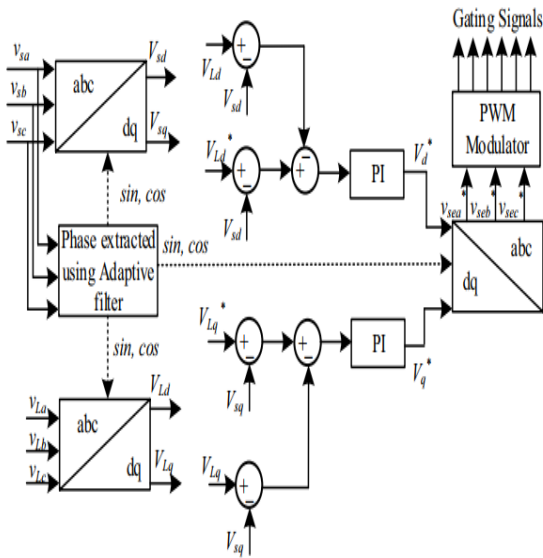 Gating Signals
PWM
Modulator
v_sea* v_seb* v_sec*
abc
dq
v_sa
v_sb
v_sc
abc
dq
V_sd
V_sq
sin, cos
Phase extracted
using Adaptive
filter
sin, cos
sin, cos
v_La
v_Lb
v_Lc
abc
dq
V_Ld
V_Lq
V_Ld
+
−
V_sd
V_Ld*
+
−
V_sd
−
+
PI
V_d*
V_Lq*
+
−
V_sq
+
−
PI
V_q*
V_Lq
+
−
V_sq